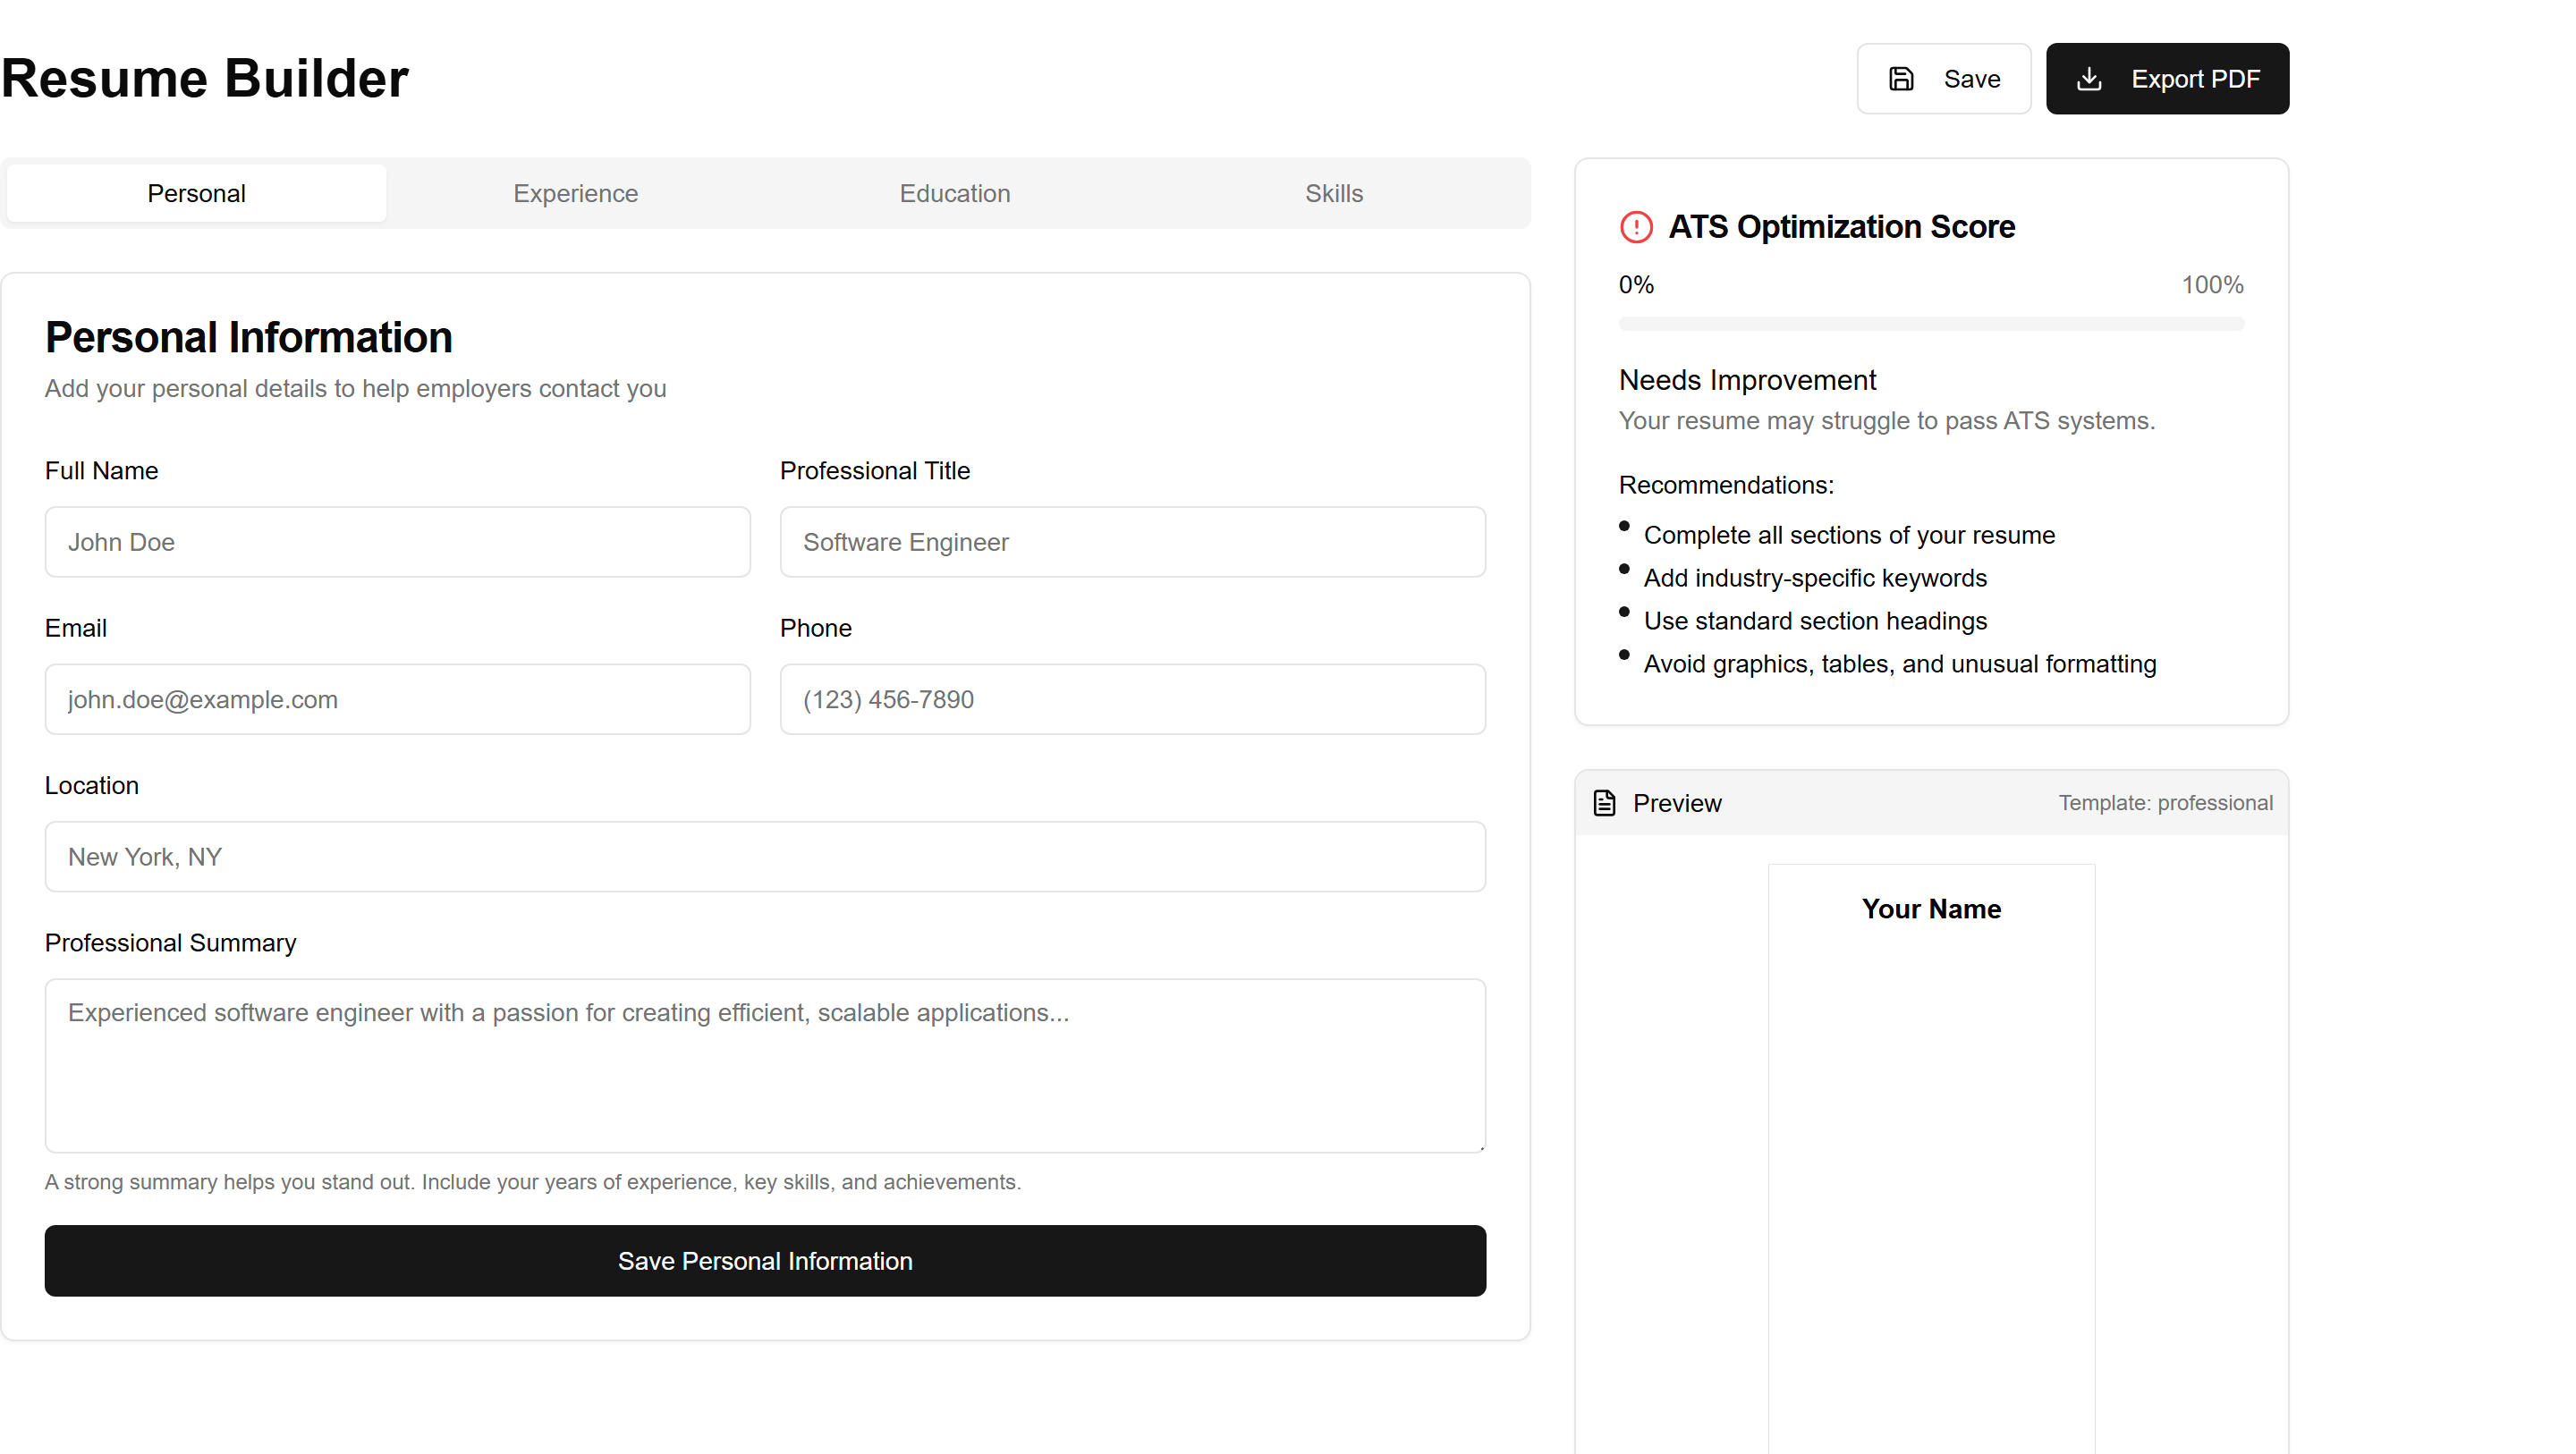 Resume Builder
Save
Export PDF
Personal
Experience
Education
Skills
Personal Information
Add your personal details to help employers contact you
Full Name
Professional Title
John Doe
Software Engineer
Email
Phone
john.doe@example.com
(123) 456-7890
Location
New York, NY
Professional Summary
Experienced software engineer with a passion for creating efficient, scalable applications...
A strong summary helps you stand out. Include your years of experience, key skills, and achievements.
Save Personal Information
ATS Optimization Score
0%
100%
Needs Improvement
Your resume may struggle to pass ATS systems.
Recommendations:
Complete all sections of your resume
Add industry-specific keywords
Use standard section headings
Avoid graphics, tables, and unusual formatting
Preview
Template: professional
Your Name